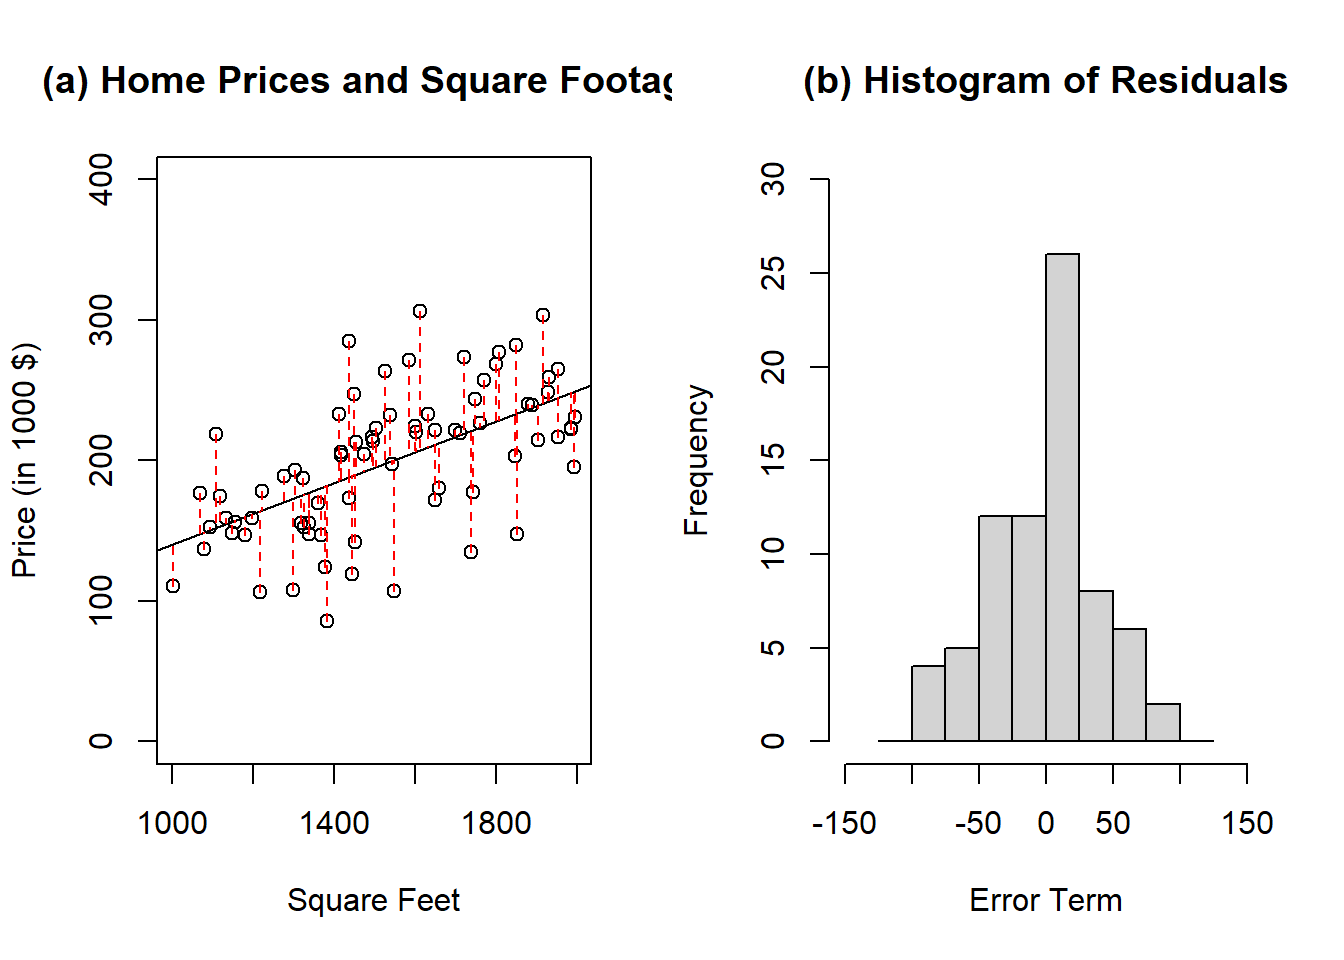 (a) Home Prices and Square Footag
Price (in 1000 $)
400
300
200
100
0
1000 1400 1800
Square Feet
(b) Histogram of Residuals
Frequency
30
25
20
15
10
5
0
-150 -50 0 50 150
Error Term